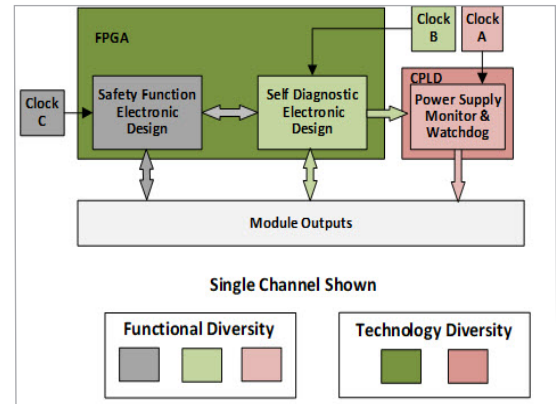 Clock
B
Clock
A
FPGA
CPLD
Clock
C
Safety Function
Electronic
Design
Self Diagnostic
Electronic
Design
Power Supply
Monitor &
Watchdog
Module Outputs
Single Channel Shown
Functional Diversity
Technology Diversity